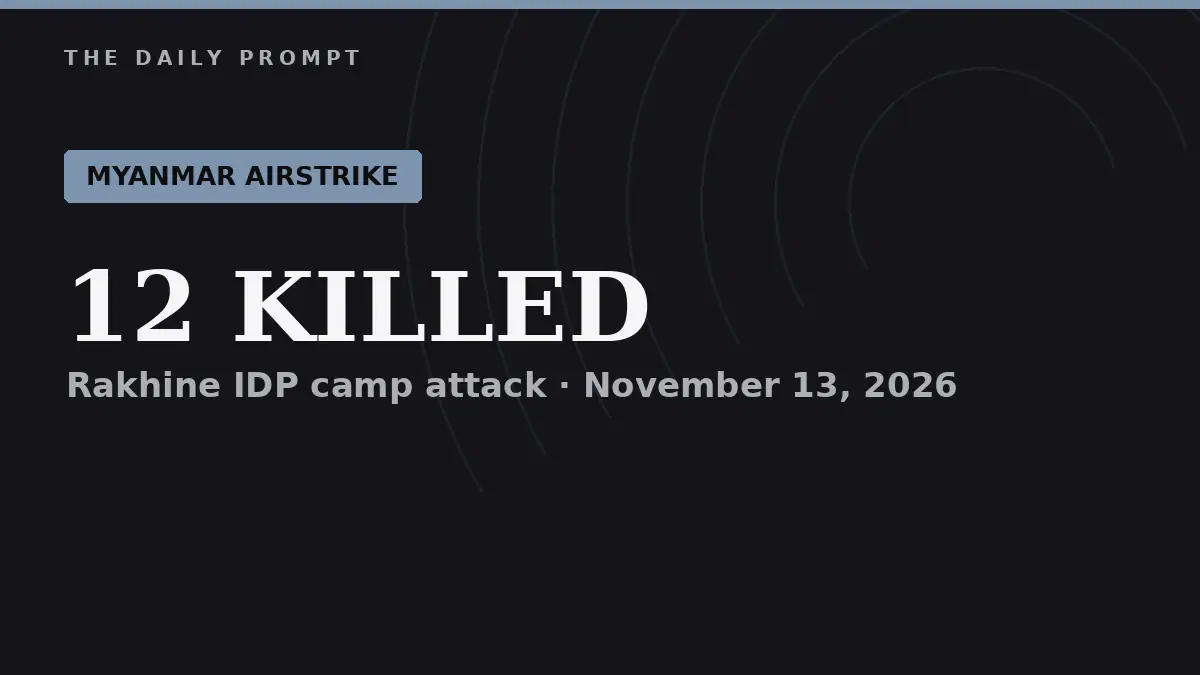 THE DAILY PROMPT
MYANMAR AIRSTRIKE
12 KILLED
Rakhine IDP camp attack · November 13, 2026